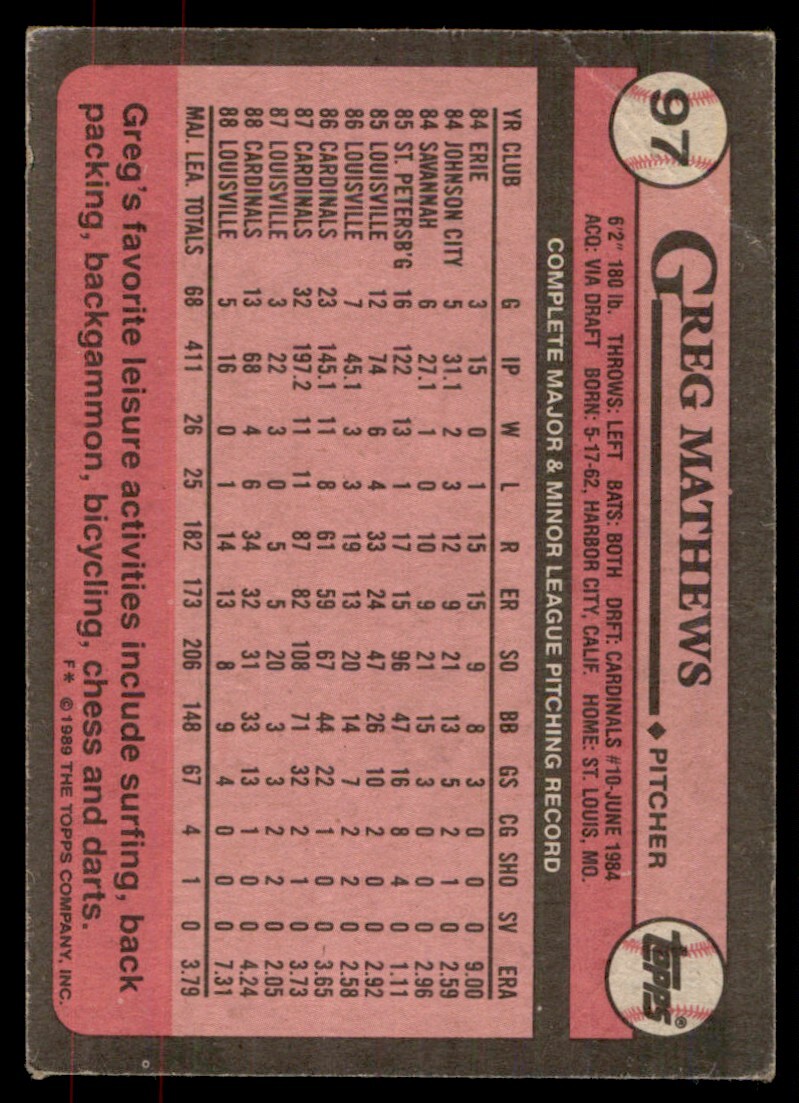 97
GREG MATHEWS ◆ PITCHER
topps®
6'2" 180 lb. THROWS: LEFT BATS: BOTH DRFT: CARDINALS #10-JUNE 1984
ACQ: VIA DRAFT BORN: 5-17-62, HARBOR CITY, CALIF. HOME: ST. LOUIS, MO.
COMPLETE MAJOR & MINOR LEAGUE PITCHING RECORD
YR CLUB G IP W L R ER SO BB GS CG SHO SV ERA
84 ERIE 3 15 0 1 15 15 9 8 3 0 0 0 9.00
84 JOHNSON CITY 5 31.1 2 3 12 9 21 13 5 2 1 0 2.59
84 SAVANNAH 6 27.1 1 0 10 9 21 15 3 0 0 0 2.96
85 ST. PETERSB'G 16 122 13 1 17 15 96 47 16 8 4 0 1.11
85 LOUISVILLE 12 74 6 4 33 24 47 26 10 2 0 0 2.92
86 LOUISVILLE 7 45.1 3 3 19 13 20 14 7 2 2 0 2.58
86 CARDINALS 23 145.1 11 8 61 59 67 44 22 1 0 0 3.65
87 CARDINALS 32 197.2 11 11 87 82 108 71 32 2 1 0 3.73
87 LOUISVILLE 3 22 3 0 5 5 20 3 3 2 2 0 2.05
88 CARDINALS 13 68 4 6 34 32 31 33 13 1 0 0 4.24
88 LOUISVILLE 5 16 0 1 14 13 8 9 4 0 0 0 7.31
MAJ. LEA. TOTALS 68 411 26 25 182 173 206 148 67 4 1 0 3.79
Greg's favorite leisure activities include surfing, back
packing, backgammon, bicycling, chess and darts.
F* © 1989 THE TOPPS COMPANY, INC.